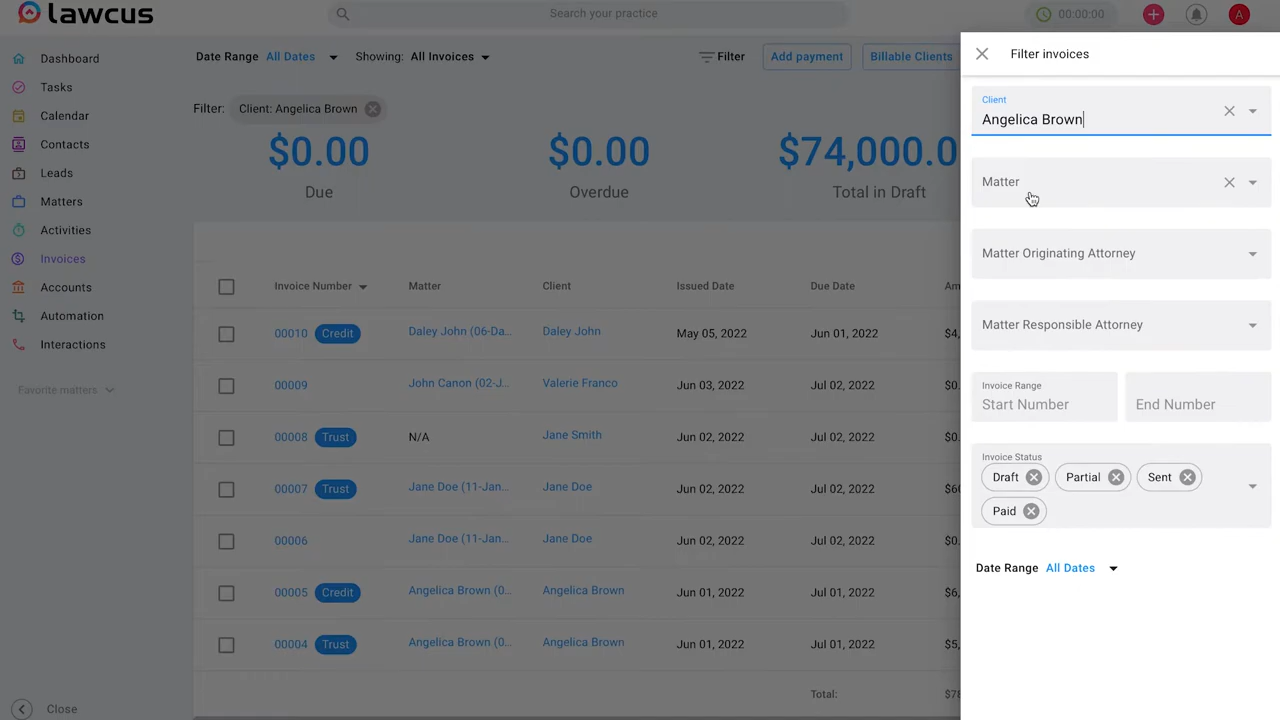 lawcus
Search your practice
00:00:00
A
Dashboard
Tasks
Calendar
Contacts
Leads
Matters
Activities
Invoices
Accounts
Automation
Interactions
Favorite matters
Close
Date Range All Dates
Showing: All Invoices
Filter
Add payment
Billable Clients
Filter:
Client: Angelica Brown
$0.00
Due
$0.00
Overdue
$74,000.0
Total in Draft
Invoice Number Matter Client Issued Date Due Date Am
00010 Credit Daley John (06-Da... Daley John May 05, 2022 Jun 01, 2022 $4,
00009 John Canon (02-J... Valerie Franco Jun 03, 2022 Jul 02, 2022 $0.
00008 Trust N/A Jane Smith Jun 02, 2022 Jul 02, 2022 $0.
00007 Trust Jane Doe (11-Jan... Jane Doe Jun 02, 2022 Jul 02, 2022 $60
00006 Jane Doe (11-Jan... Jane Doe Jun 02, 2022 Jul 02, 2022 $0.
00005 Credit Angelica Brown (0... Angelica Brown Jun 01, 2022 Jul 01, 2022 $6,
00004 Trust Angelica Brown (0... Angelica Brown Jun 01, 2022 Jul 01, 2022 $5,
Total: $78
Filter invoices
Client
Angelica Brown
Matter
Matter Originating Attorney
Matter Responsible Attorney
Invoice Range
Start Number End Number
Invoice Status
Draft Partial Sent
Paid
Date Range All Dates